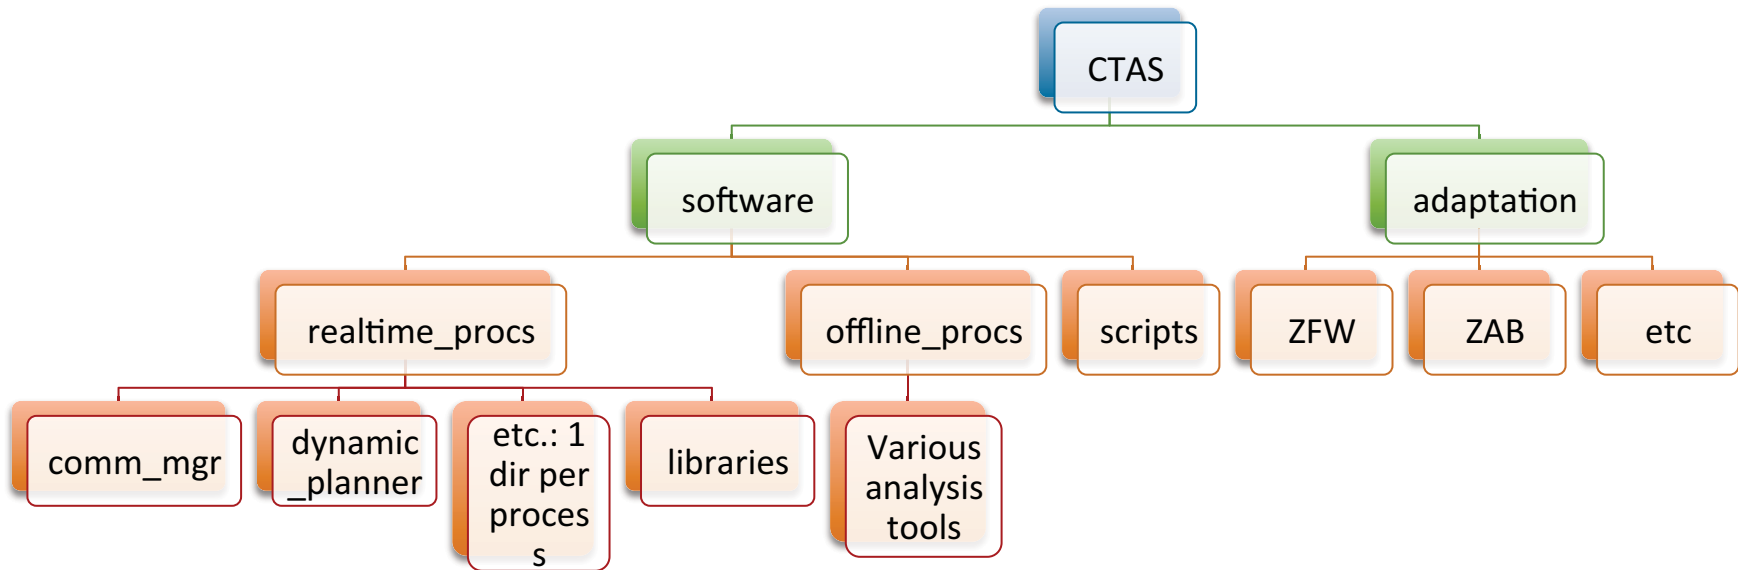 CTAS
software
adaptation
realtime_procs
offline_procs
scripts
ZFW
ZAB
etc
comm_mgr
dynamic
_planner
etc.: 1
dir per
proces
s
libraries
Various
analysis
tools